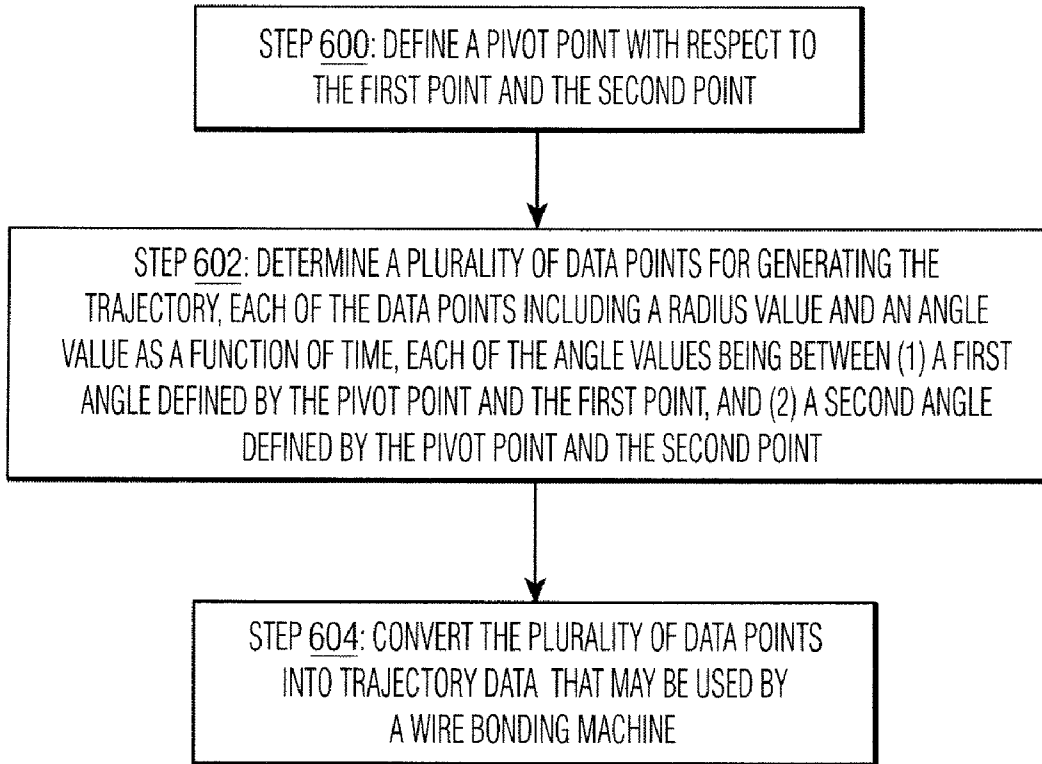 STEP 600: DEFINE A PIVOT POINT WITH RESPECT TO
THE FIRST POINT AND THE SECOND POINT
STEP 602: DETERMINE A PLURALITY OF DATA POINTS FOR GENERATING THE
TRAJECTORY, EACH OF THE DATA POINTS INCLUDING A RADIUS VALUE AND AN ANGLE
VALUE AS A FUNCTION OF TIME, EACH OF THE ANGLE VALUES BEING BETWEEN (1) A FIRST
ANGLE DEFINED BY THE PIVOT POINT AND THE FIRST POINT, AND (2) A SECOND ANGLE
DEFINED BY THE PIVOT POINT AND THE SECOND POINT
STEP 604: CONVERT THE PLURALITY OF DATA POINTS
INTO TRAJECTORY DATA THAT MAY BE USED BY
A WIRE BONDING MACHINE